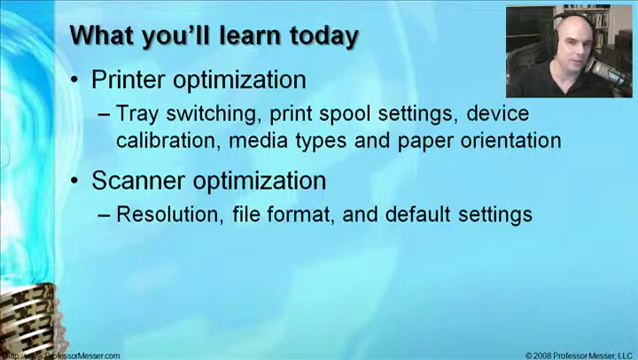 What you'll learn today
• Printer optimization
– Tray switching, print spool settings, device
calibration, media types and paper orientation
• Scanner optimization
– Resolution, file format, and default settings
http://www.ProfessorMesser.com
© 2008 Professor Messer, LLC